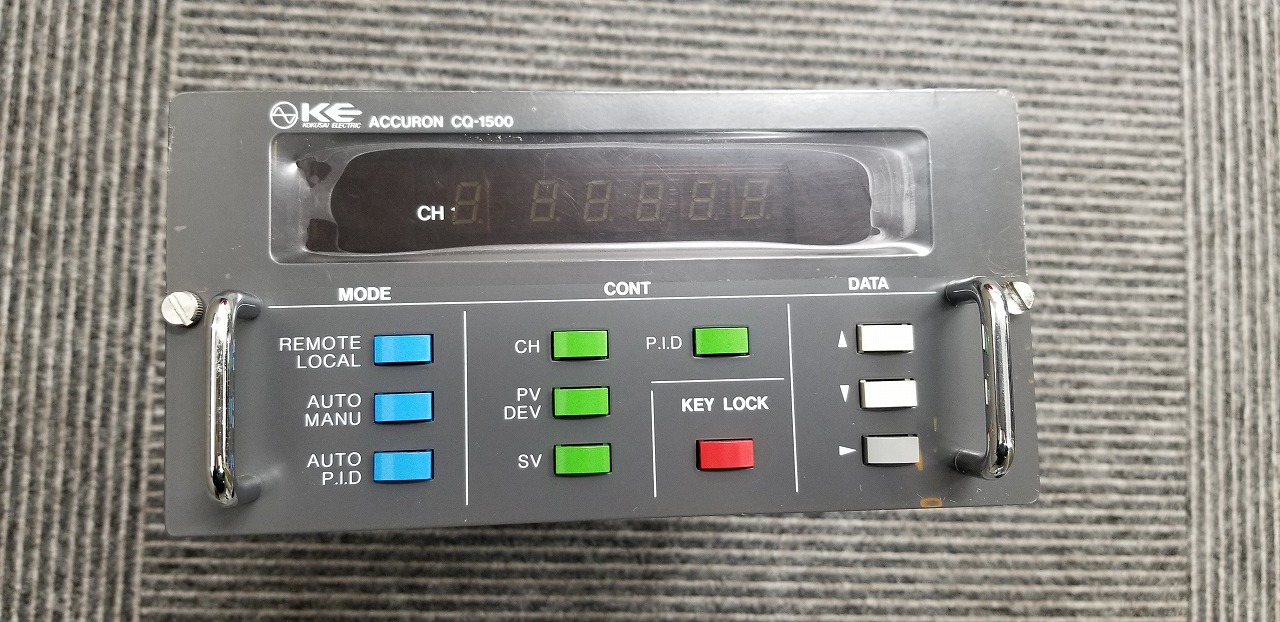 KE
KOKUSAI ELECTRIC
ACCURON CQ-1500
CH
MODE
CONT
DATA
REMOTE
LOCAL
AUTO
MANU
AUTO
P.I.D
CH
PV
DEV
SV
P.I.D
KEY LOCK